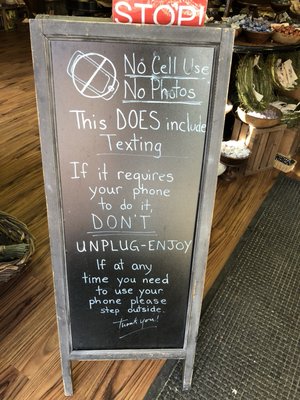 STOP!
No Cell Use
No Photos
This DOES include
Texting
If it requires
your phone
to do it,
DON'T
UNPLUG-ENJOY
If at any
time you need
to use your
phone please
step outside.
thank you!